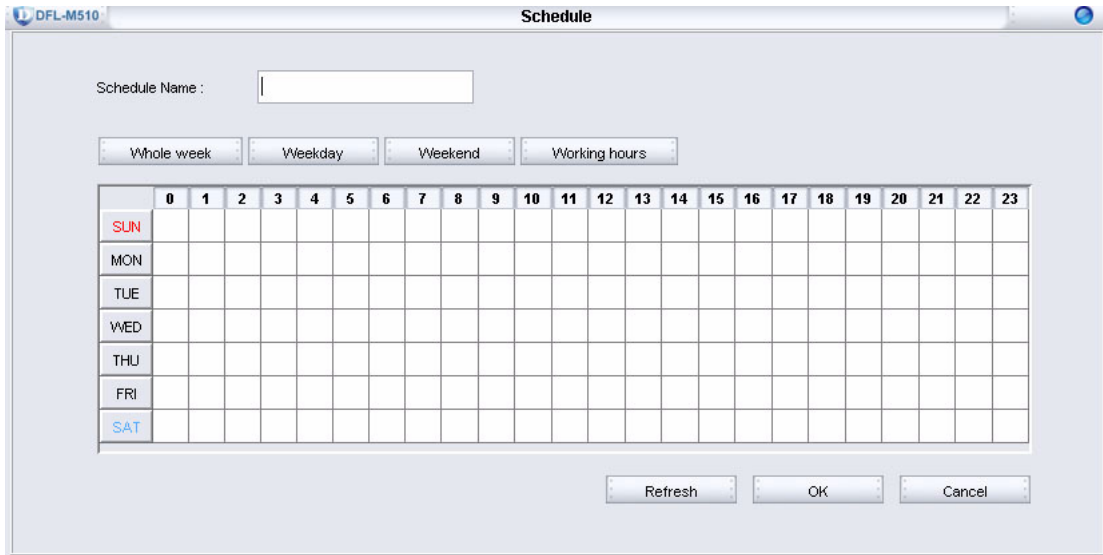 DFL-M510 Schedule
Schedule Name :
Whole week Weekday Weekend Working hours
0 1 2 3 4 5 6 7 8 9 10 11 12 13 14 15 16 17 18 19 20 21 22 23
SUN
MON
TUE
WED
THU
FRI
SAT
Refresh OK Cancel